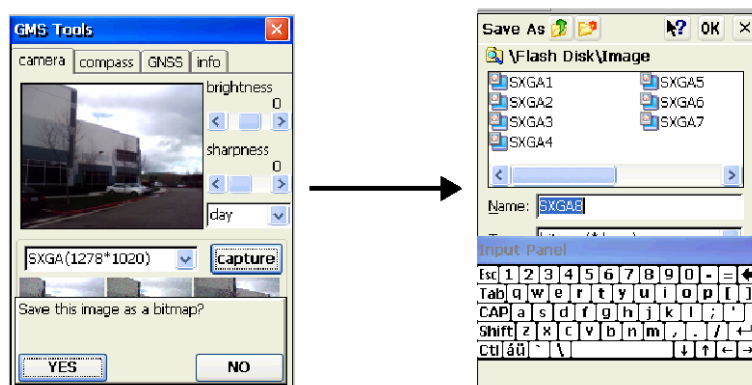 GMS Tools
camera compass GNSS info
brightness
0
sharpness
0
day
SXGA(1278*1020) capture
Save this image as a bitmap?
YES NO
Save As OK
\Flash Disk\Image
SXGA1 SXGA5
SXGA2 SXGA6
SXGA3 SXGA7
SXGA4
Name: SXGA8
Input Panel
Esc 1 2 3 4 5 6 7 8 9 0 - =
Tab q w e r t y u i o p [ ]
CAP a s d f g h j k l ; '
Shift z x c v b n m , . /
Ctl áü ` \